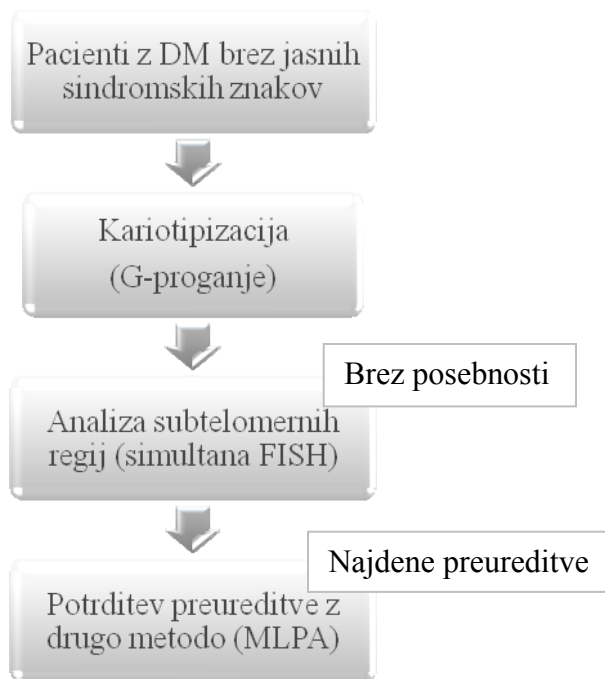 Pacienti z DM brez jasnih
sindromskih znakov
Kariotipizacija
(G-proganje)
Brez posebnosti
Analiza subtelomernih
regij (simultana FISH)
Najdene preureditve
Potrditev preureditve z
drugo metodo (MLPA)